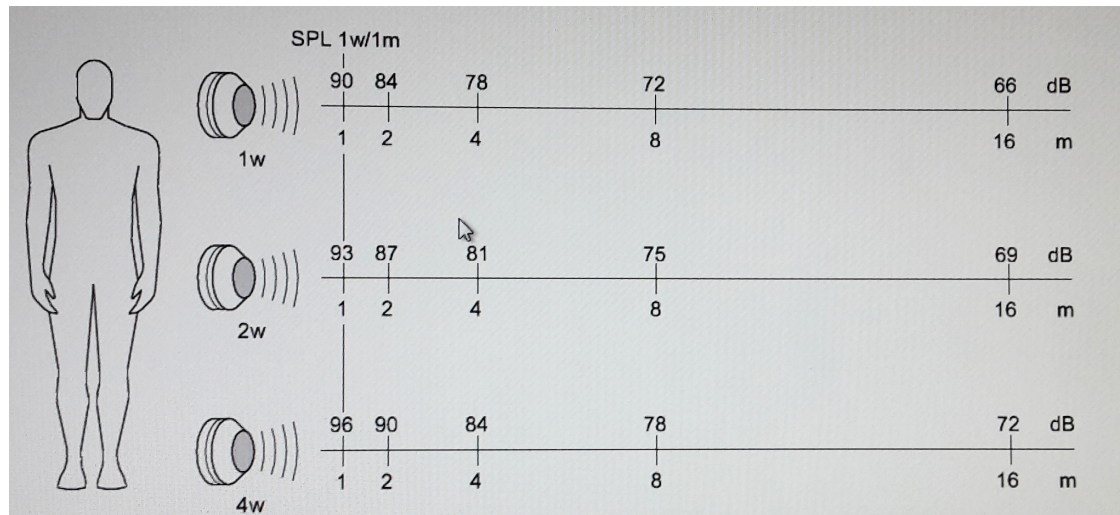 SPL 1w/1m
90 84 78 72 66 dB
1 2 4 8 16 m
1w
93 87 81 75 69 dB
1 2 4 8 16 m
2w
96 90 84 78 72 dB
1 2 4 8 16 m
4w